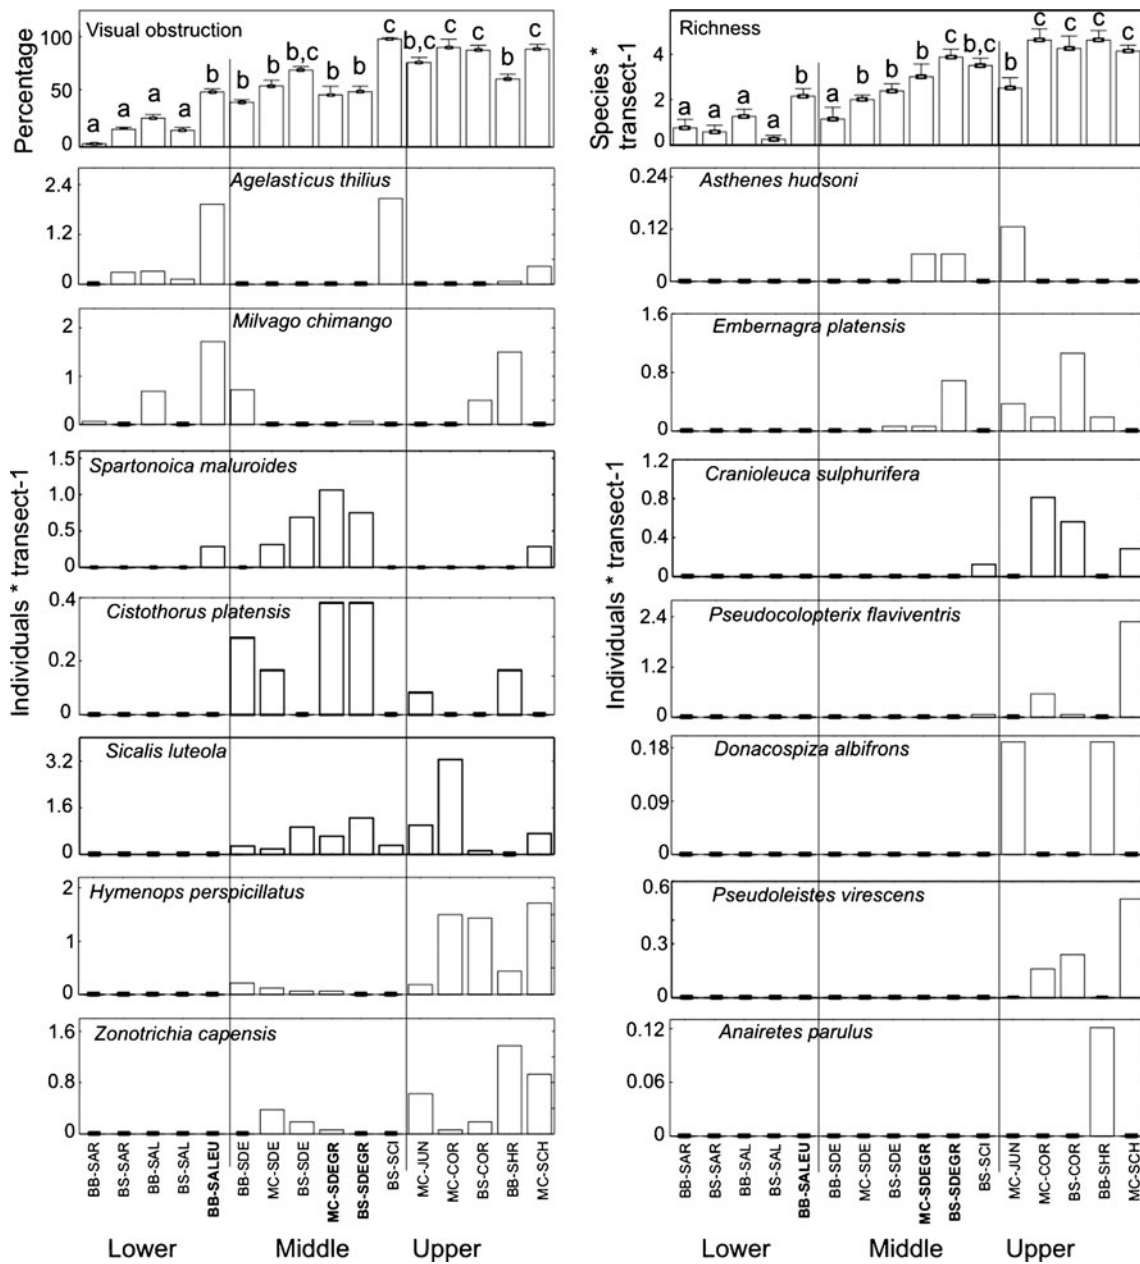 Visual obstruction
Percentage
100
50
0
a a a a b b b b,c b b c b,c c c b c
Agelasticus thilius
2.4
1.2
0
Milvago chimango
2
1
0
Individuals * transect-1
Spartonoica maluroides
1.5
1.0
0.5
0
Cistothorus platensis
0.4
0.2
0
Sicalis luteola
3.2
1.6
0
Hymenops perspicillatus
2
1
0
Zonotrichia capensis
1.6
0.8
0
BB-SAR
BS-SAR
BB-SAL
BS-SAL
BB-SALEU
BB-SDE
MC-SDE
BS-SDE
MC-SDEGR
BS-SDEGR
BS-SCI
MC-JUN
MC-COR
BS-COR
BB-SHR
MC-SCH
Lower Middle Upper
Richness
Species *
transect-1
4
2
0
a a a a b a b b b c b,c b c c c c
Asthenes hudsoni
0.24
0.12
0
Embernagra platensis
1.6
0.8
0
Individuals * transect-1
Cranioleuca sulphurifera
1.2
0.8
0.4
0
Pseudocolopterix flaviventris
2.4
1.2
0
Donacospiza albifrons
0.18
0.09
0
Pseudoleistes virescens
0.6
0.3
0
Anairetes parulus
0.12
0.06
0
BB-SAR
BS-SAR
BB-SAL
BS-SAL
BB-SALEU
BB-SDE
MC-SDE
BS-SDE
MC-SDEGR
BS-SDEGR
BS-SCI
MC-JUN
MC-COR
BS-COR
BB-SHR
MC-SCH
Lower Middle Upper